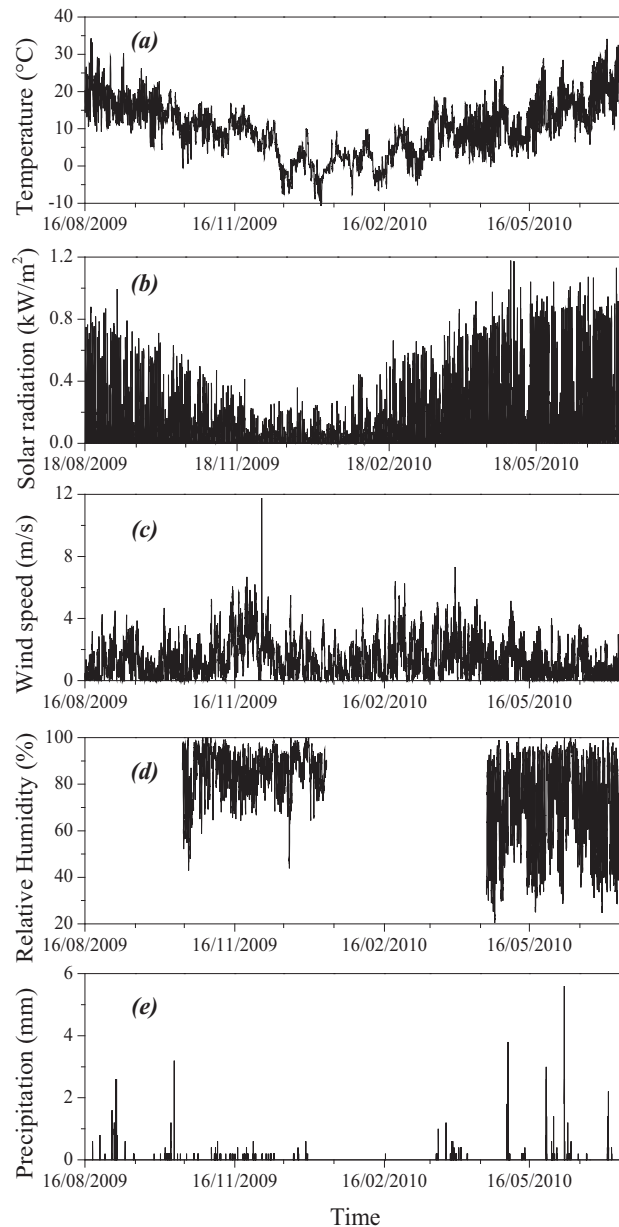 Temperature (°C)
(a)
40
30
20
10
0
-10
16/08/2009 16/11/2009 16/02/2010 16/05/2010
Solar radiation (kW/m²)
(b)
1.2
0.8
0.4
0.0
18/08/2009 18/11/2009 18/02/2010 18/05/2010
Wind speed (m/s)
(c)
12
8
4
0
16/08/2009 16/11/2009 16/02/2010 16/05/2010
Relative Humidity (%)
(d)
100
80
60
40
20
16/08/2009 16/11/2009 16/02/2010 16/05/2010
Precipitation (mm)
(e)
6
4
2
0
16/08/2009 16/11/2009 16/02/2010 16/05/2010
Time